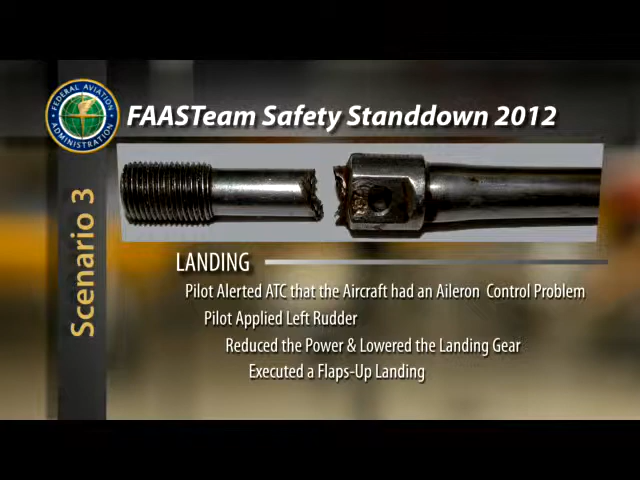 FEDERAL AVIATION ADMINISTRATION
FAASTeam Safety Standdown 2012
Scenario 3
LANDING
Pilot Alerted ATC that the Aircraft had an Aileron Control Problem
Pilot Applied Left Rudder
Reduced the Power & Lowered the Landing Gear
Executed a Flaps-Up Landing